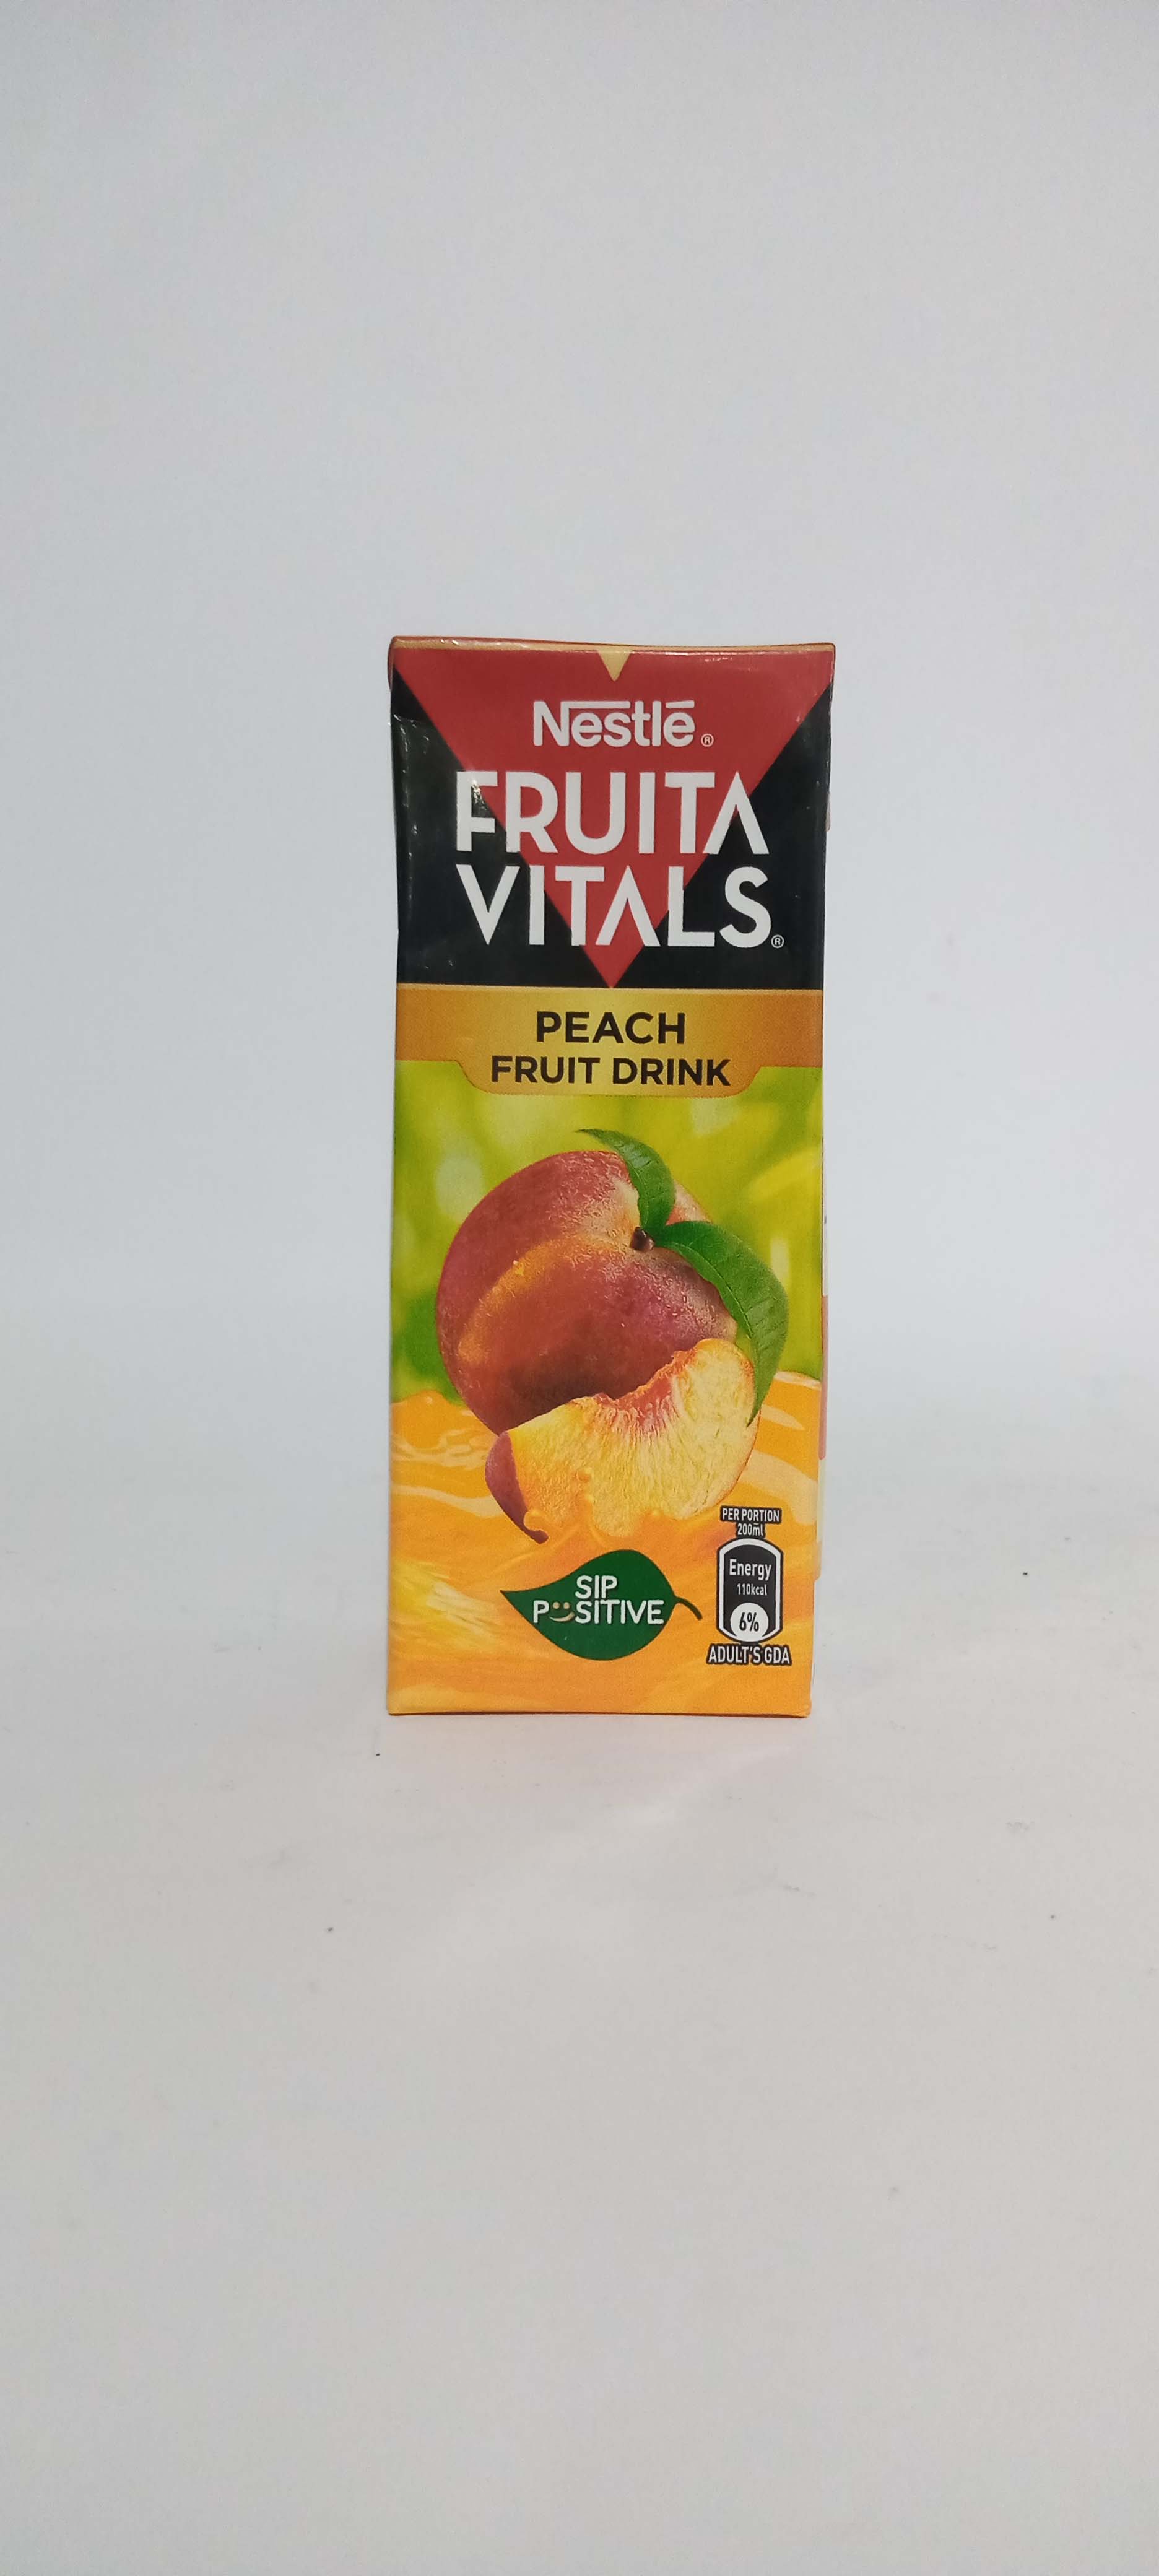 Nestlé®
FRUITA
VITALS®
PEACH
FRUIT DRINK
PER PORTION
200ml
Energy
110kcal
6%
ADULT'S GDA
SIP
POSITIVE